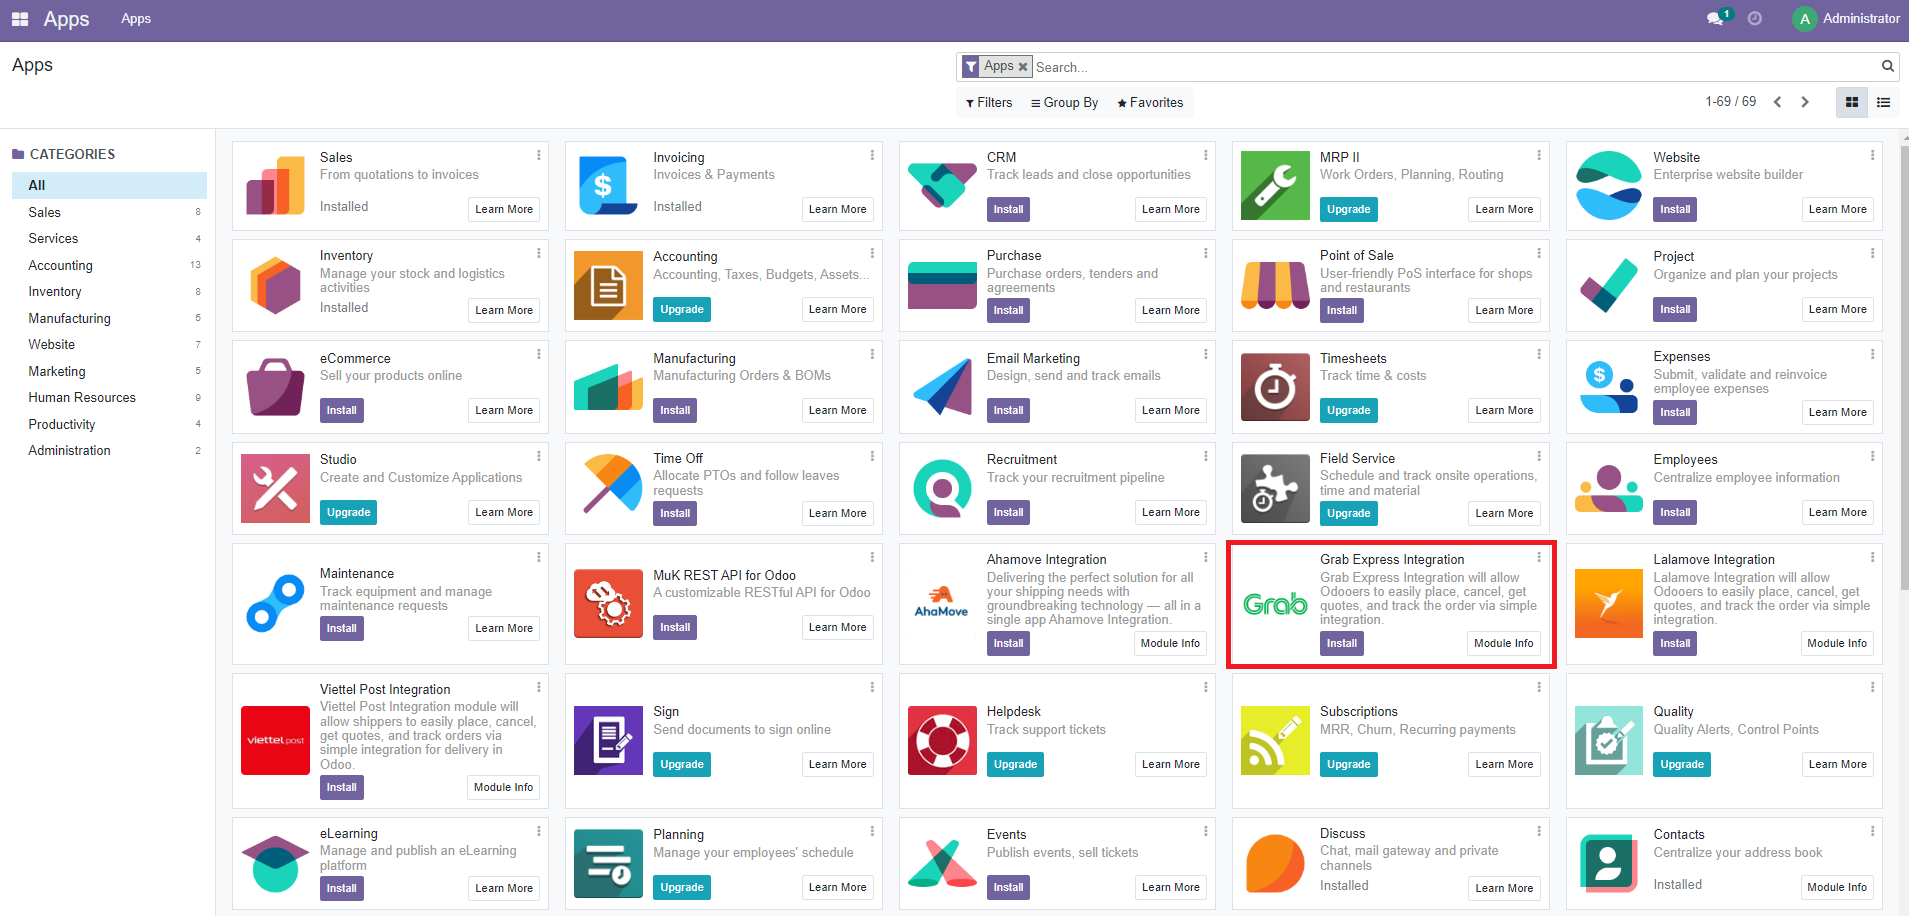 Apps
Apps
1
A
Administrator
Apps
Apps
Search...
Filters
Group By
Favorites
1-69 / 69
CATEGORIES
All
Sales 8
Services 4
Accounting 13
Inventory 8
Manufacturing 5
Website 7
Marketing 5
Human Resources 9
Productivity 4
Administration 2
Sales
From quotations to invoices
Installed
Learn More
$
Invoicing
Invoices & Payments
Installed
Learn More
CRM
Track leads and close opportunities
Install
Learn More
MRP II
Work Orders, Planning, Routing
Upgrade
Learn More
Website
Enterprise website builder
Install
Learn More
Inventory
Manage your stock and logistics
activities
Installed
Learn More
Accounting
Accounting, Taxes, Budgets, Assets...
Upgrade
Learn More
Purchase
Purchase orders, tenders and
agreements
Install
Learn More
Point of Sale
User-friendly PoS interface for shops
and restaurants
Install
Learn More
Project
Organize and plan your projects
Install
Learn More
eCommerce
Sell your products online
Install
Learn More
Manufacturing
Manufacturing Orders & BOMs
Install
Learn More
Email Marketing
Design, send and track emails
Install
Learn More
Timesheets
Track time & costs
Upgrade
Learn More
$
Expenses
Submit, validate and reinvoice
employee expenses
Install
Learn More
Studio
Create and Customize Applications
Upgrade
Learn More
Time Off
Allocate PTOs and follow leaves
requests
Install
Learn More
Recruitment
Track your recruitment pipeline
Install
Learn More
Field Service
Schedule and track onsite operations,
time and material
Upgrade
Learn More
Employees
Centralize employee information
Install
Learn More
Maintenance
Track equipment and manage
maintenance requests
Install
Learn More
MuK REST API for Odoo
A customizable RESTful API for Odoo
Install
Learn More
AhaMove
Ahamove Integration
Delivering the perfect solution for all
your shipping needs with
groundbreaking technology — all in a
single app Ahamove Integration.
Install
Module Info
Grab
Grab Express Integration
Grab Express Integration will allow
Odooers to easily place, cancel, get
quotes, and track the order via simple
integration.
Install
Module Info
Lalamove Integration
Lalamove Integration will allow
Odooers to easily place, cancel, get
quotes, and track the order via simple
integration.
Install
Module Info
viettel post
Viettel Post Integration
Viettel Post Integration module will
allow shippers to easily place, cancel,
get quotes, and track orders via
simple integration for delivery in
Odoo.
Install
Module Info
Sign
Send documents to sign online
Upgrade
Learn More
Helpdesk
Track support tickets
Upgrade
Learn More
Subscriptions
MRR, Churn, Recurring payments
Upgrade
Learn More
Quality
Quality Alerts, Control Points
Upgrade
Learn More
eLearning
Manage and publish an eLearning
platform
Install
Learn More
Planning
Manage your employees' schedule
Upgrade
Learn More
Events
Publish events, sell tickets
Install
Learn More
Discuss
Chat, mail gateway and private
channels
Installed
Learn More
Contacts
Centralize your address book
Installed
Module Info